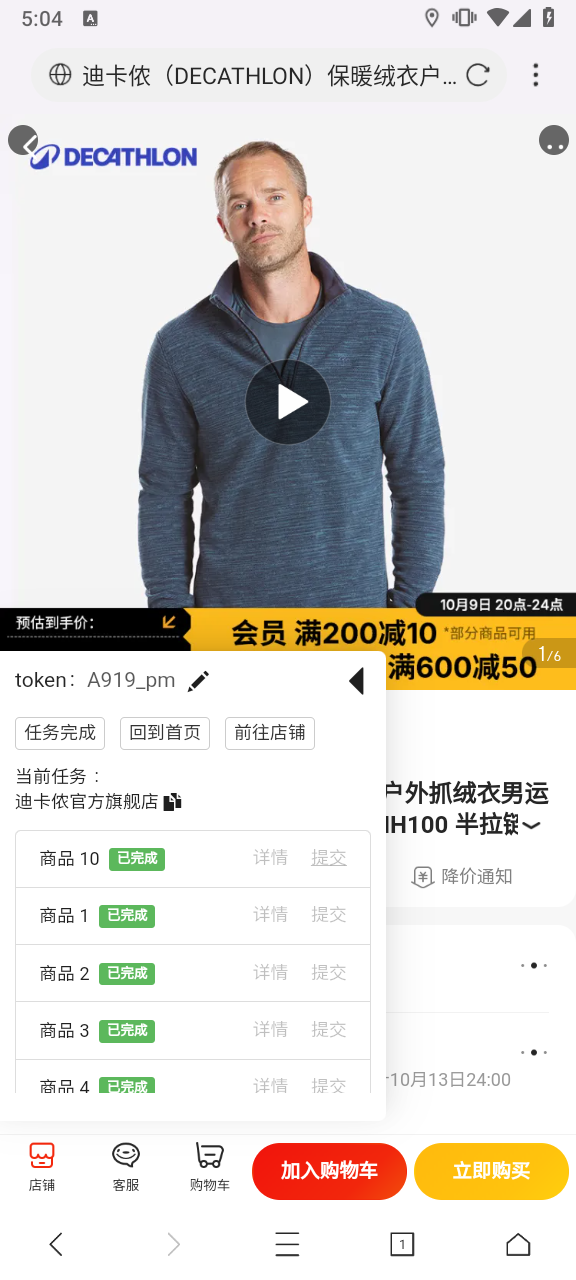 5:04
A
迪卡侬（DECATHLON）保暖绒衣户...
DECATHLON
10月9日 20点-24点
预估到手价：
会员 满200减10 *部分商品可用
满600减50
1/6
token： A919_pm
任务完成 回到首页 前往店铺
当前任务：
迪卡侬官方旗舰店
户外抓绒衣男运
MH100 半拉链
商品 10 已完成 详情 提交
降价通知
商品 1 已完成 详情 提交
商品 2 已完成 详情 提交
商品 3 已完成 详情 提交
商品 4 已完成 详情 提交
10月13日24:00
店铺 客服 购物车 加入购物车 立即购买
1